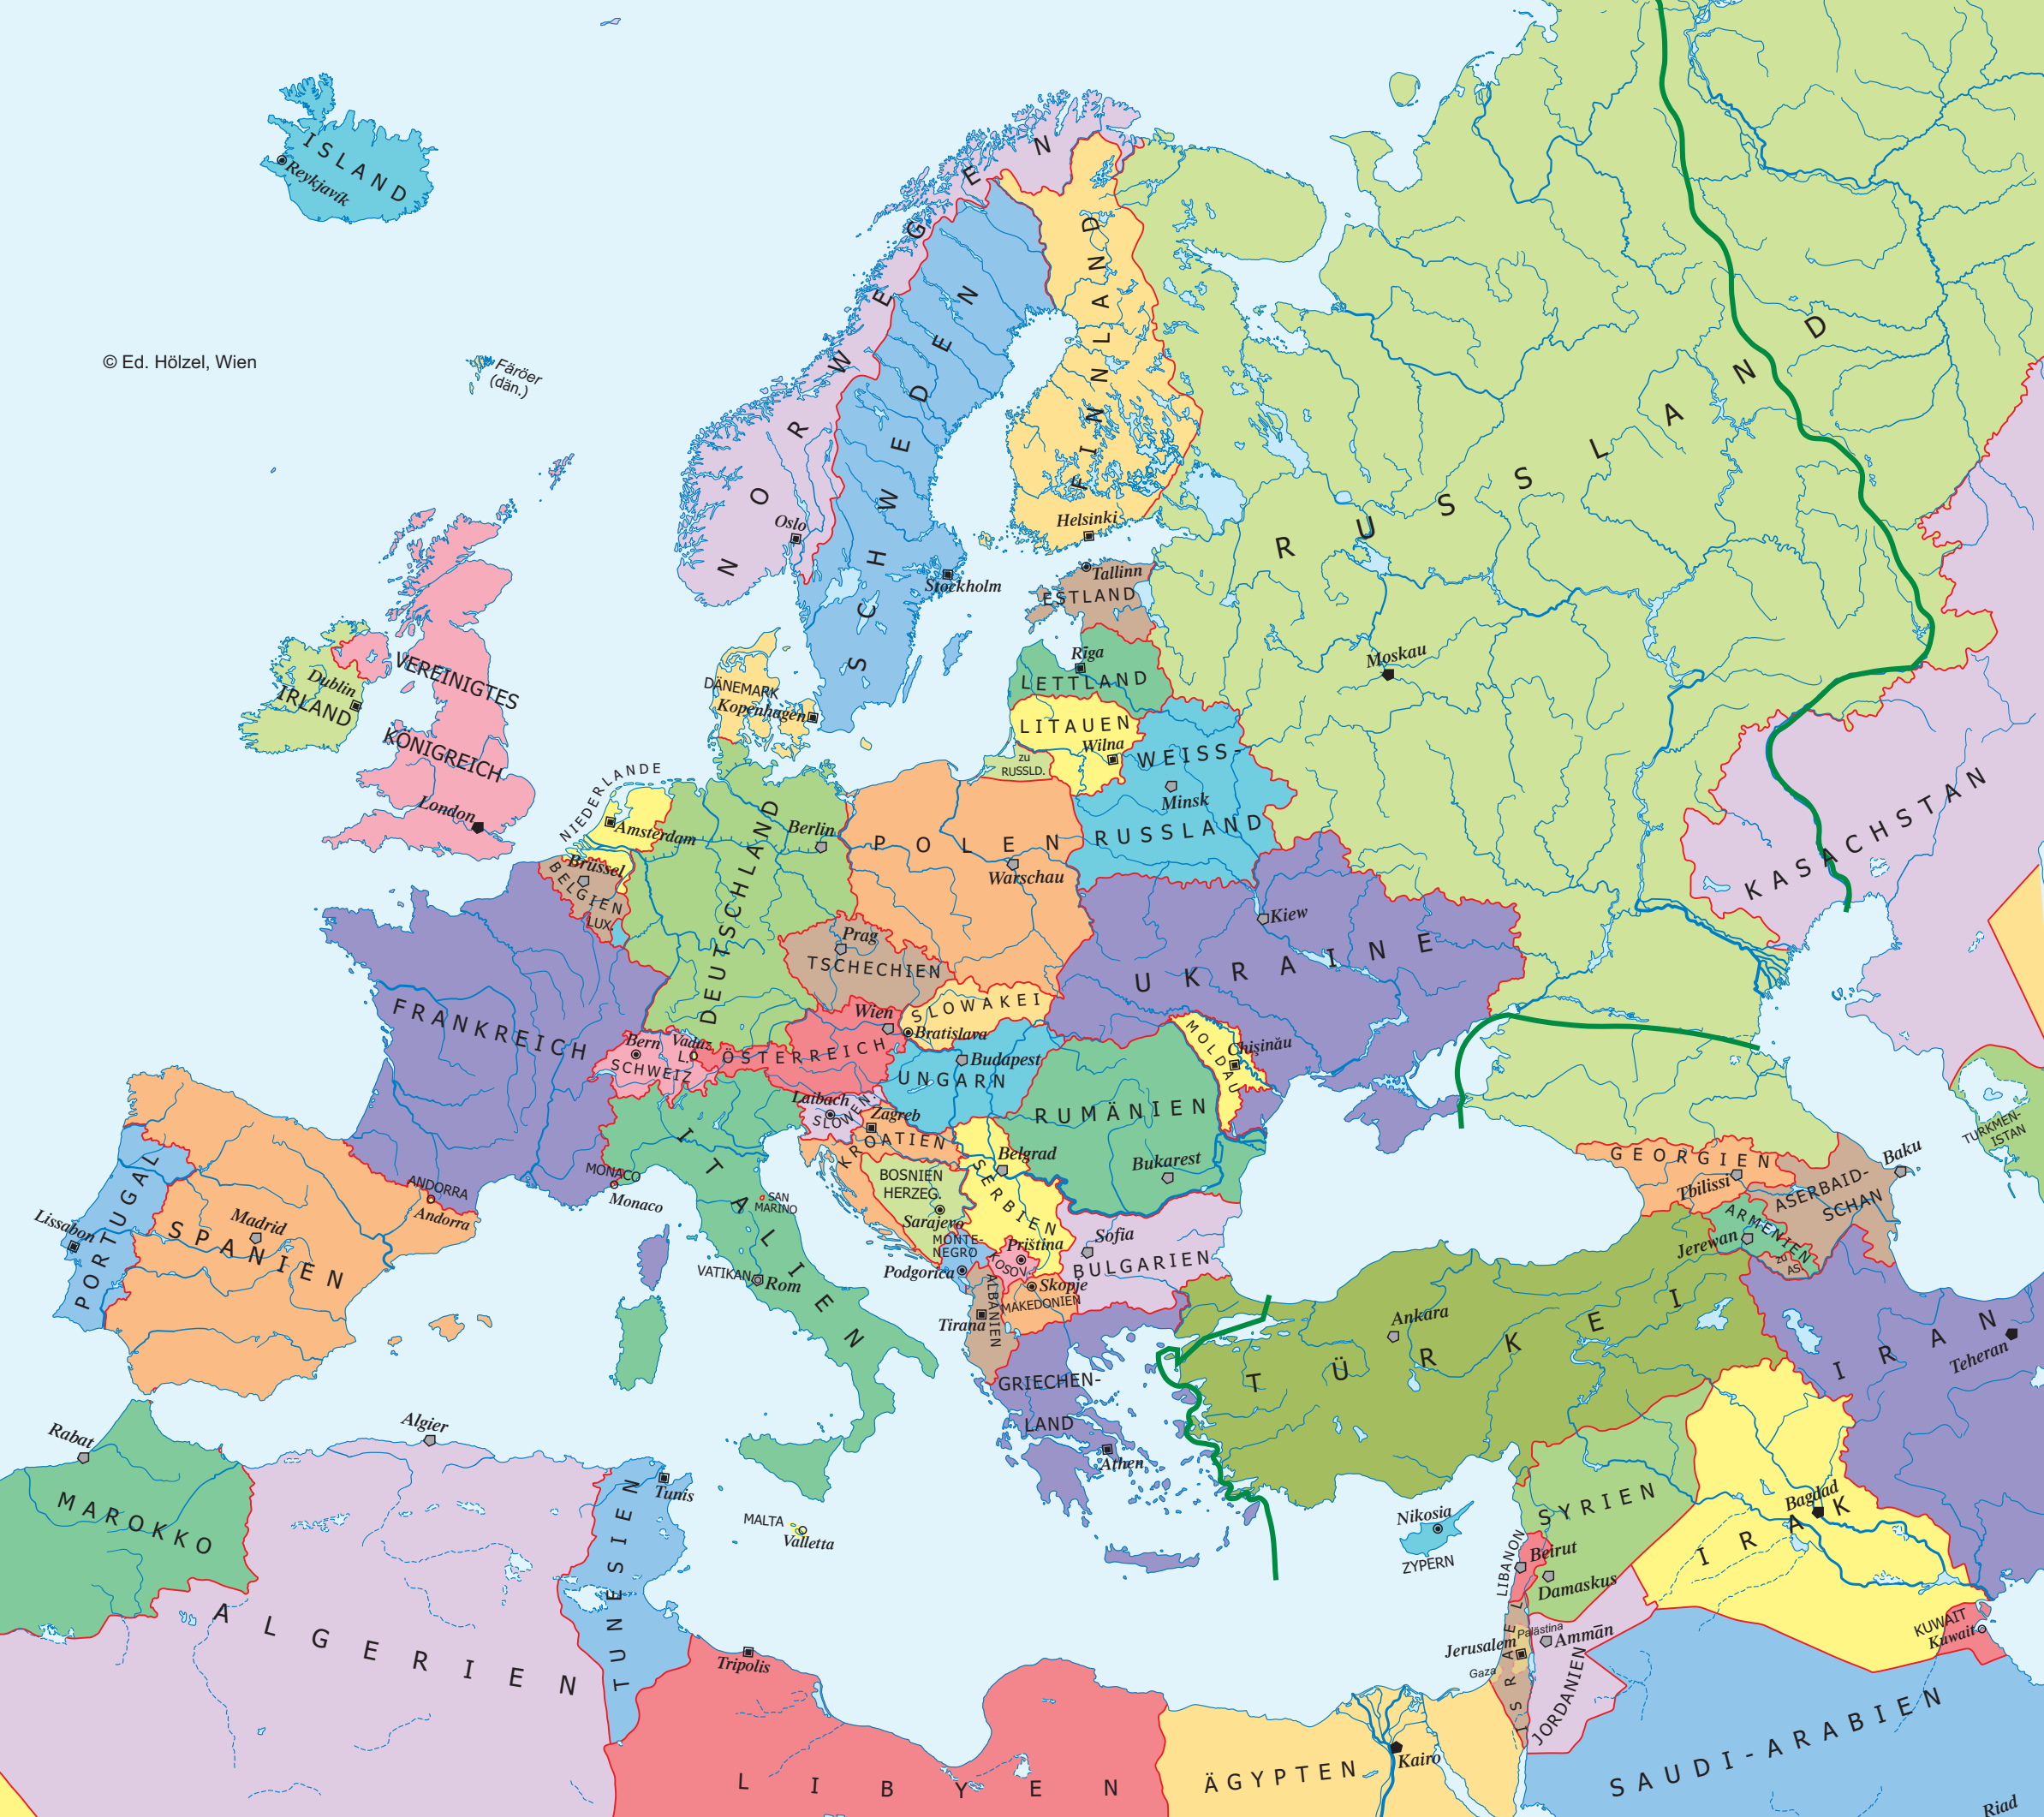 ISLAND
Reykjavík
© Ed. Hölzel, Wien
Färöer
(dän.)
NORWEGEN
Oslo
SCHWEDEN
Stockholm
FINNLAND
Helsinki
RUSSLAND
Moskau
Tallinn
ESTLAND
Rīga
LETTLAND
LITAUEN
Wilna
zu
RUSSLD.
WEISS-
RUSSLAND
Minsk
DÄNEMARK
Kopenhagen
IRLAND
Dublin
VEREINIGTES
KÖNIGREICH
London
NIEDERLANDE
Amsterdam
Brüssel
BELGIEN
LUX.
DEUTSCHLAND
Berlin
POLEN
Warschau
Prag
TSCHECHIEN
SLOWAKEI
Bratislava
Wien
ÖSTERREICH
Vaduz
L.
Bern
SCHWEIZ
FRANKREICH
UKRAINE
Kiew
MOLDAU
Chişinău
Budapest
UNGARN
RUMÄNIEN
Bukarest
Laibach
SLOWEN.
Zagreb
KROATIEN
BOSNIEN
HERZEG.
Sarajevo
Belgrad
SERBIEN
MONTE-
NEGRO
Podgorica
Priština
KOSOV.
Skopje
MAKEDONIEN
ALBANIEN
Tirana
Sofia
BULGARIEN
GRIECHEN-
LAND
Athen
ITALIEN
SAN
MARINO
VATIKAN
Rom
MONACO
Monaco
ANDORRA
Andorra
SPANIEN
Madrid
PORTUGAL
Lissabon
MALTA
Valletta
KASACHSTAN
TURKMEN-
ISTAN
GEORGIEN
Tbilissi
ASERBAID-
SCHAN
Baku
ARMENIEN
Jerewan
zu
AS.
TÜRKEI
Ankara
IRAN
Teheran
IRAK
Bagdad
SYRIEN
Damaskus
LIBANON
Beirut
Nikosia
ZYPERN
ISRAEL
Jerusalem
Palästina
Gaza
Ammān
JORDANIEN
KUWAIT
Kuwait
SAUDI-ARABIEN
Riad
ÄGYPTEN
Kairo
LIBYEN
Tripolis
TUNESIEN
Tunis
ALGERIEN
Algier
MAROKKO
Rabat